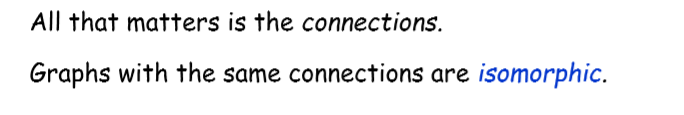 All that matters is the connections.
Graphs with the same connections are isomorphic.